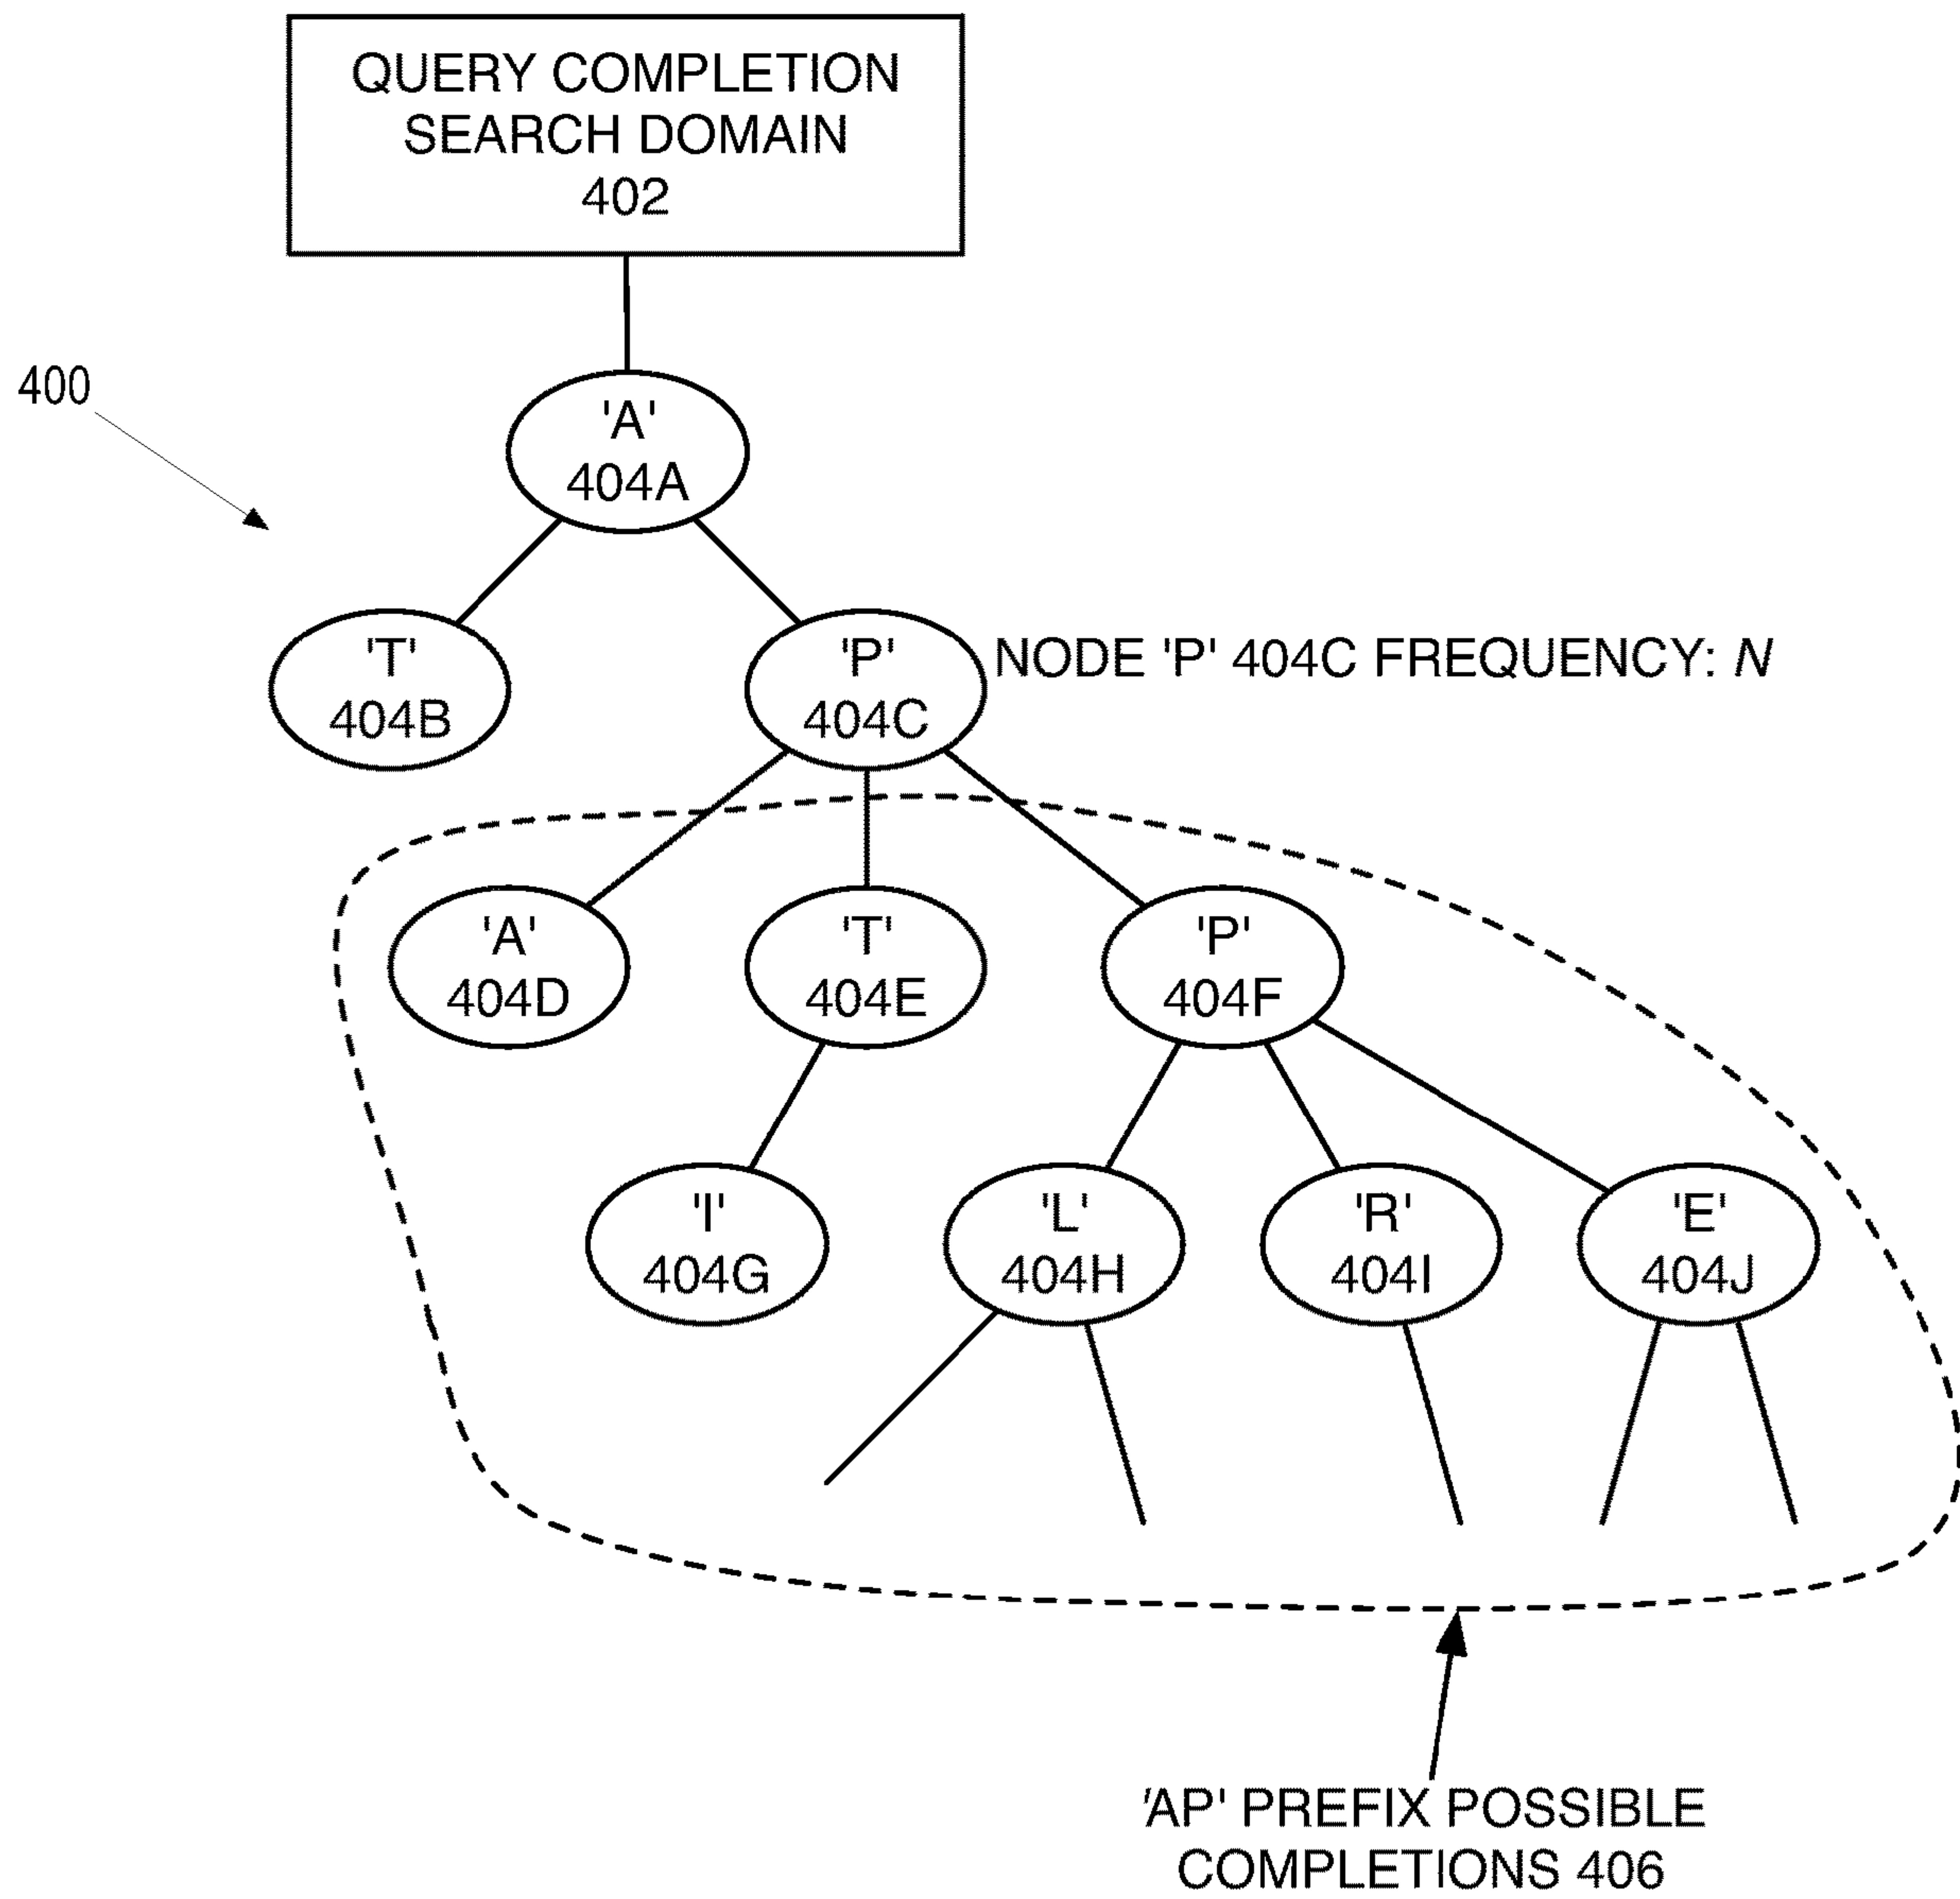 QUERY COMPLETION
SEARCH DOMAIN
402
400
'A'
404A
'T'
404B
'P'
404C
NODE 'P' 404C FREQUENCY: N
'A'
404D
'T'
404E
'P'
404F
'I'
404G
'L'
404H
'R'
404I
'E'
404J
'AP' PREFIX POSSIBLE
COMPLETIONS 406